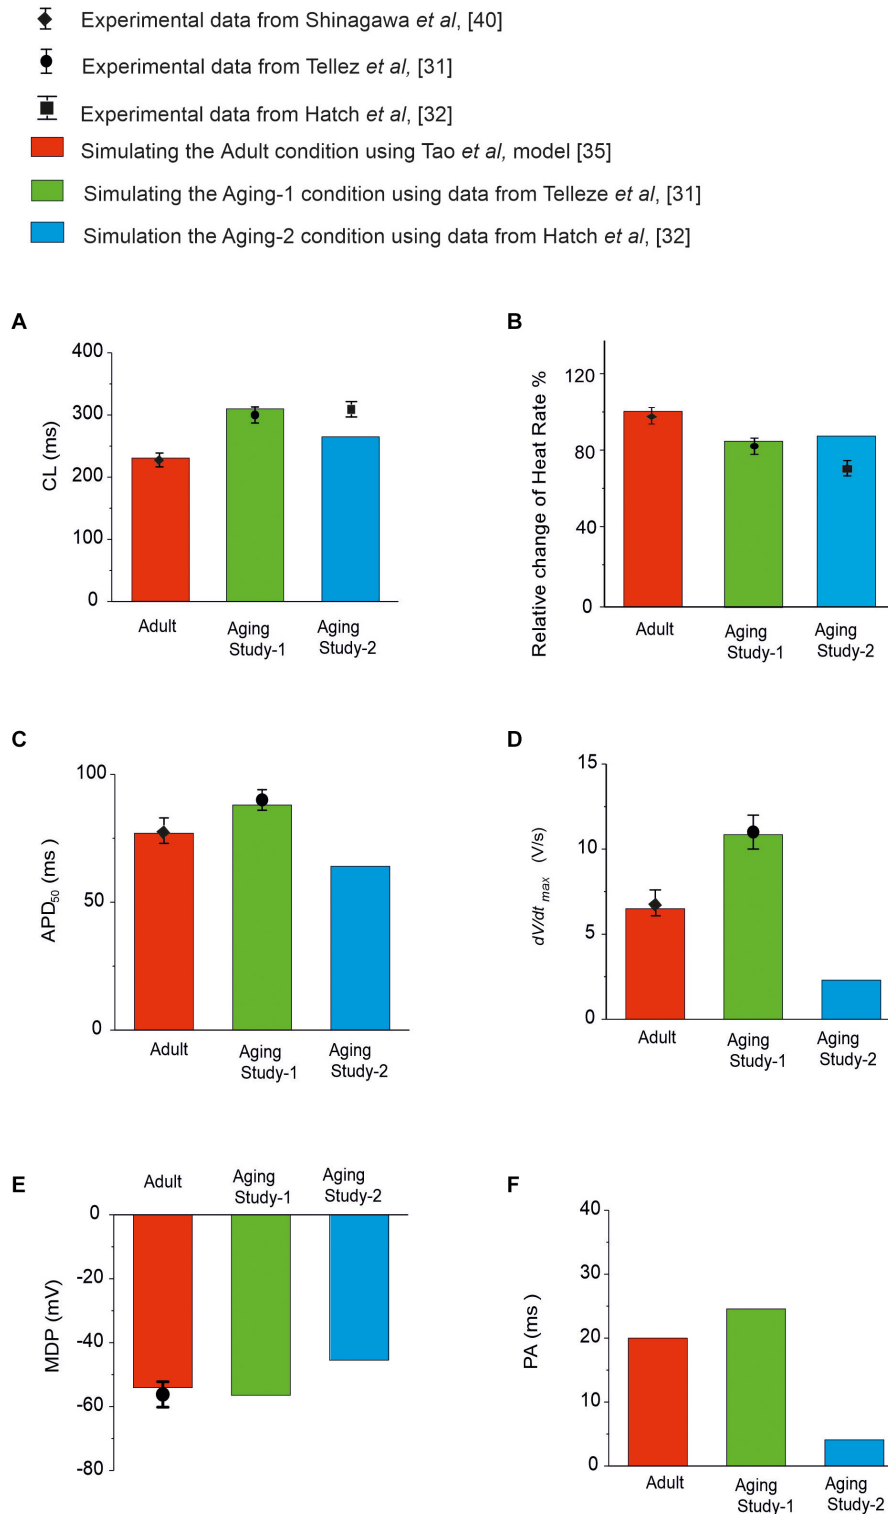 Experimental data from Shinagawa et al, [40]
Experimental data from Tellez et al, [31]
Experimental data from Hatch et al, [32]
Simulating the Adult condition using Tao et al, model [35]
Simulating the Aging-1 condition using data from Telleze et al, [31]
Simulation the Aging-2 condition using data from Hatch et al, [32]
A
400
300
200
100
0
CL (ms)
Adult
Aging
Study-1
Aging
Study-2
B
120
80
40
0
Relative change of Heat Rate %
Adult
Aging
Study-1
Aging
Study-2
C
100
50
0
APD50 (ms )
Adult
Aging
Study-1
Aging
Study-2
D
15
10
5
0
dV/dt max (V/s)
Adult
Aging
Study-1
Aging
Study-2
E
Adult
Aging
Study-1
Aging
Study-2
0
-20
-40
-60
-80
MDP (mV)
F
40
30
20
10
0
PA (ms )
Adult
Aging
Study-1
Aging
Study-2